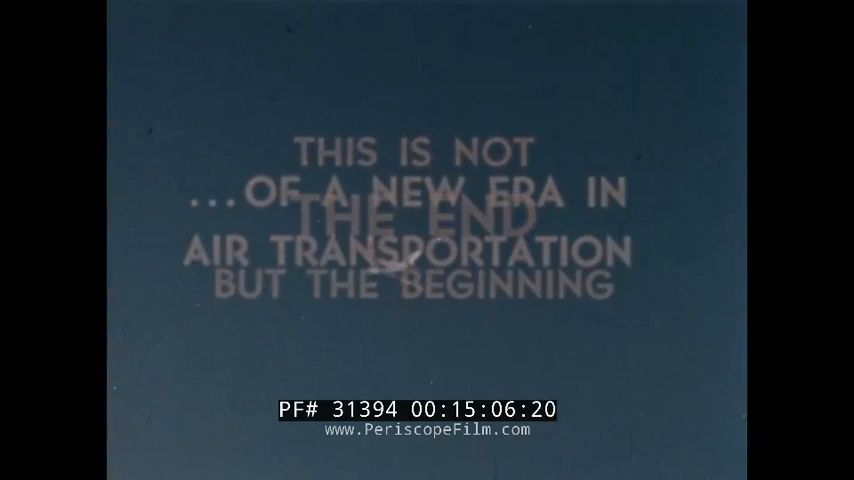 THIS IS NOT
...OF A NEW ERA IN
THE END
AIR TRANSPORTATION
BUT THE BEGINNING
PF# 31394 00:15:06:20
www.PeriscopeFilm.com